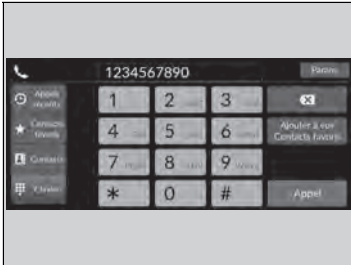 1234567890
Param.
Appels
récents
1
2
3
Contacts
favoris
4
5
6
Ajouter à vos
Contacts favoris
Contacts
7
8
9
Clavier
*
0
#
Appel